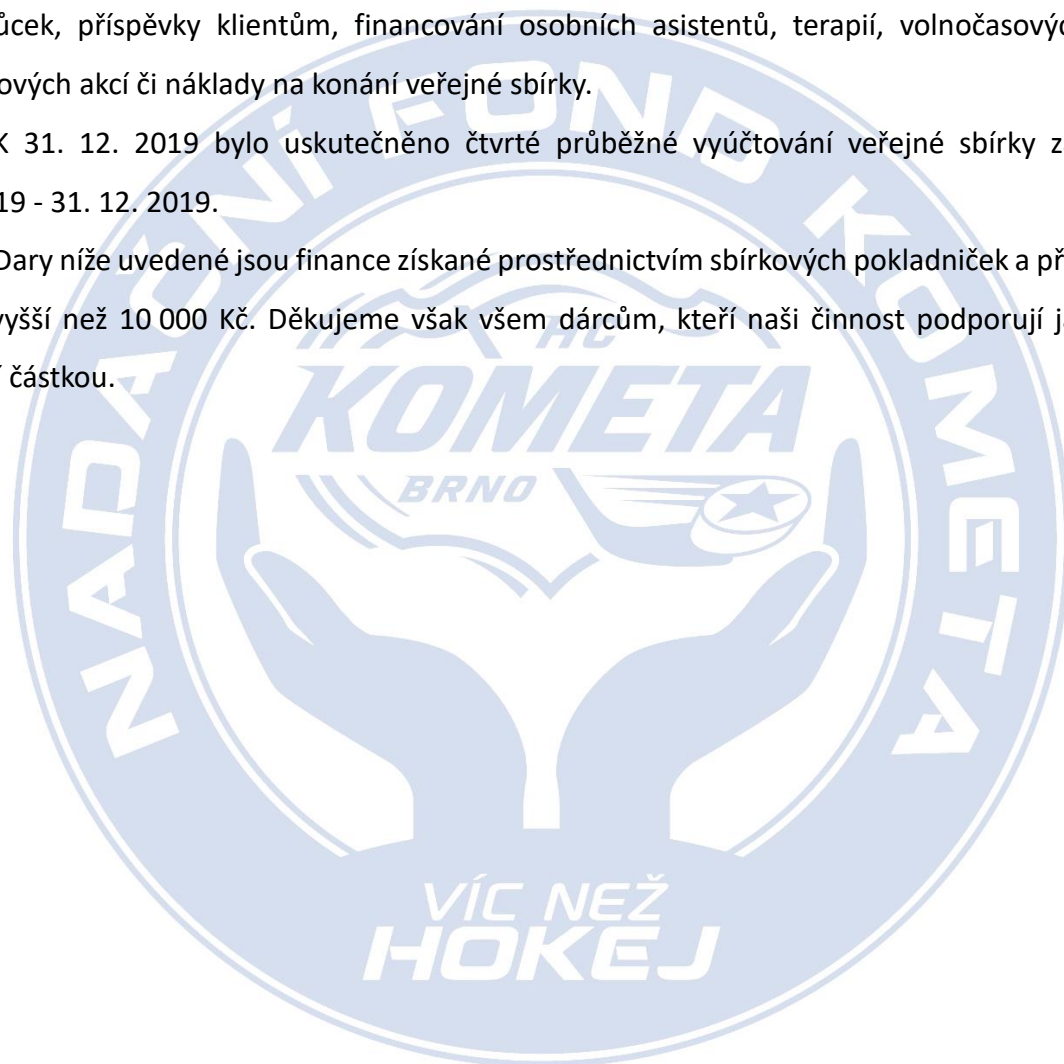 ůcek, příspěvky klientům, financování osobních asistentů, terapií, volnočasovýc
ových akcí či náklady na konání veřejné sbírky.
K 31. 12. 2019 bylo uskutečněno čtvrté průběžné vyúčtování veřejné sbírky z
19 - 31. 12. 2019.
Dary níže uvedené jsou finance získané prostřednictvím sbírkových pokladniček a př
vyšší než 10 000 Kč. Děkujeme však všem dárcům, kteří naši činnost podporují j
í částkou.
NADAČNÍ FOND KOMETA
HC
KOMETA
BRNO
VÍC NEŽ
HOKEJ